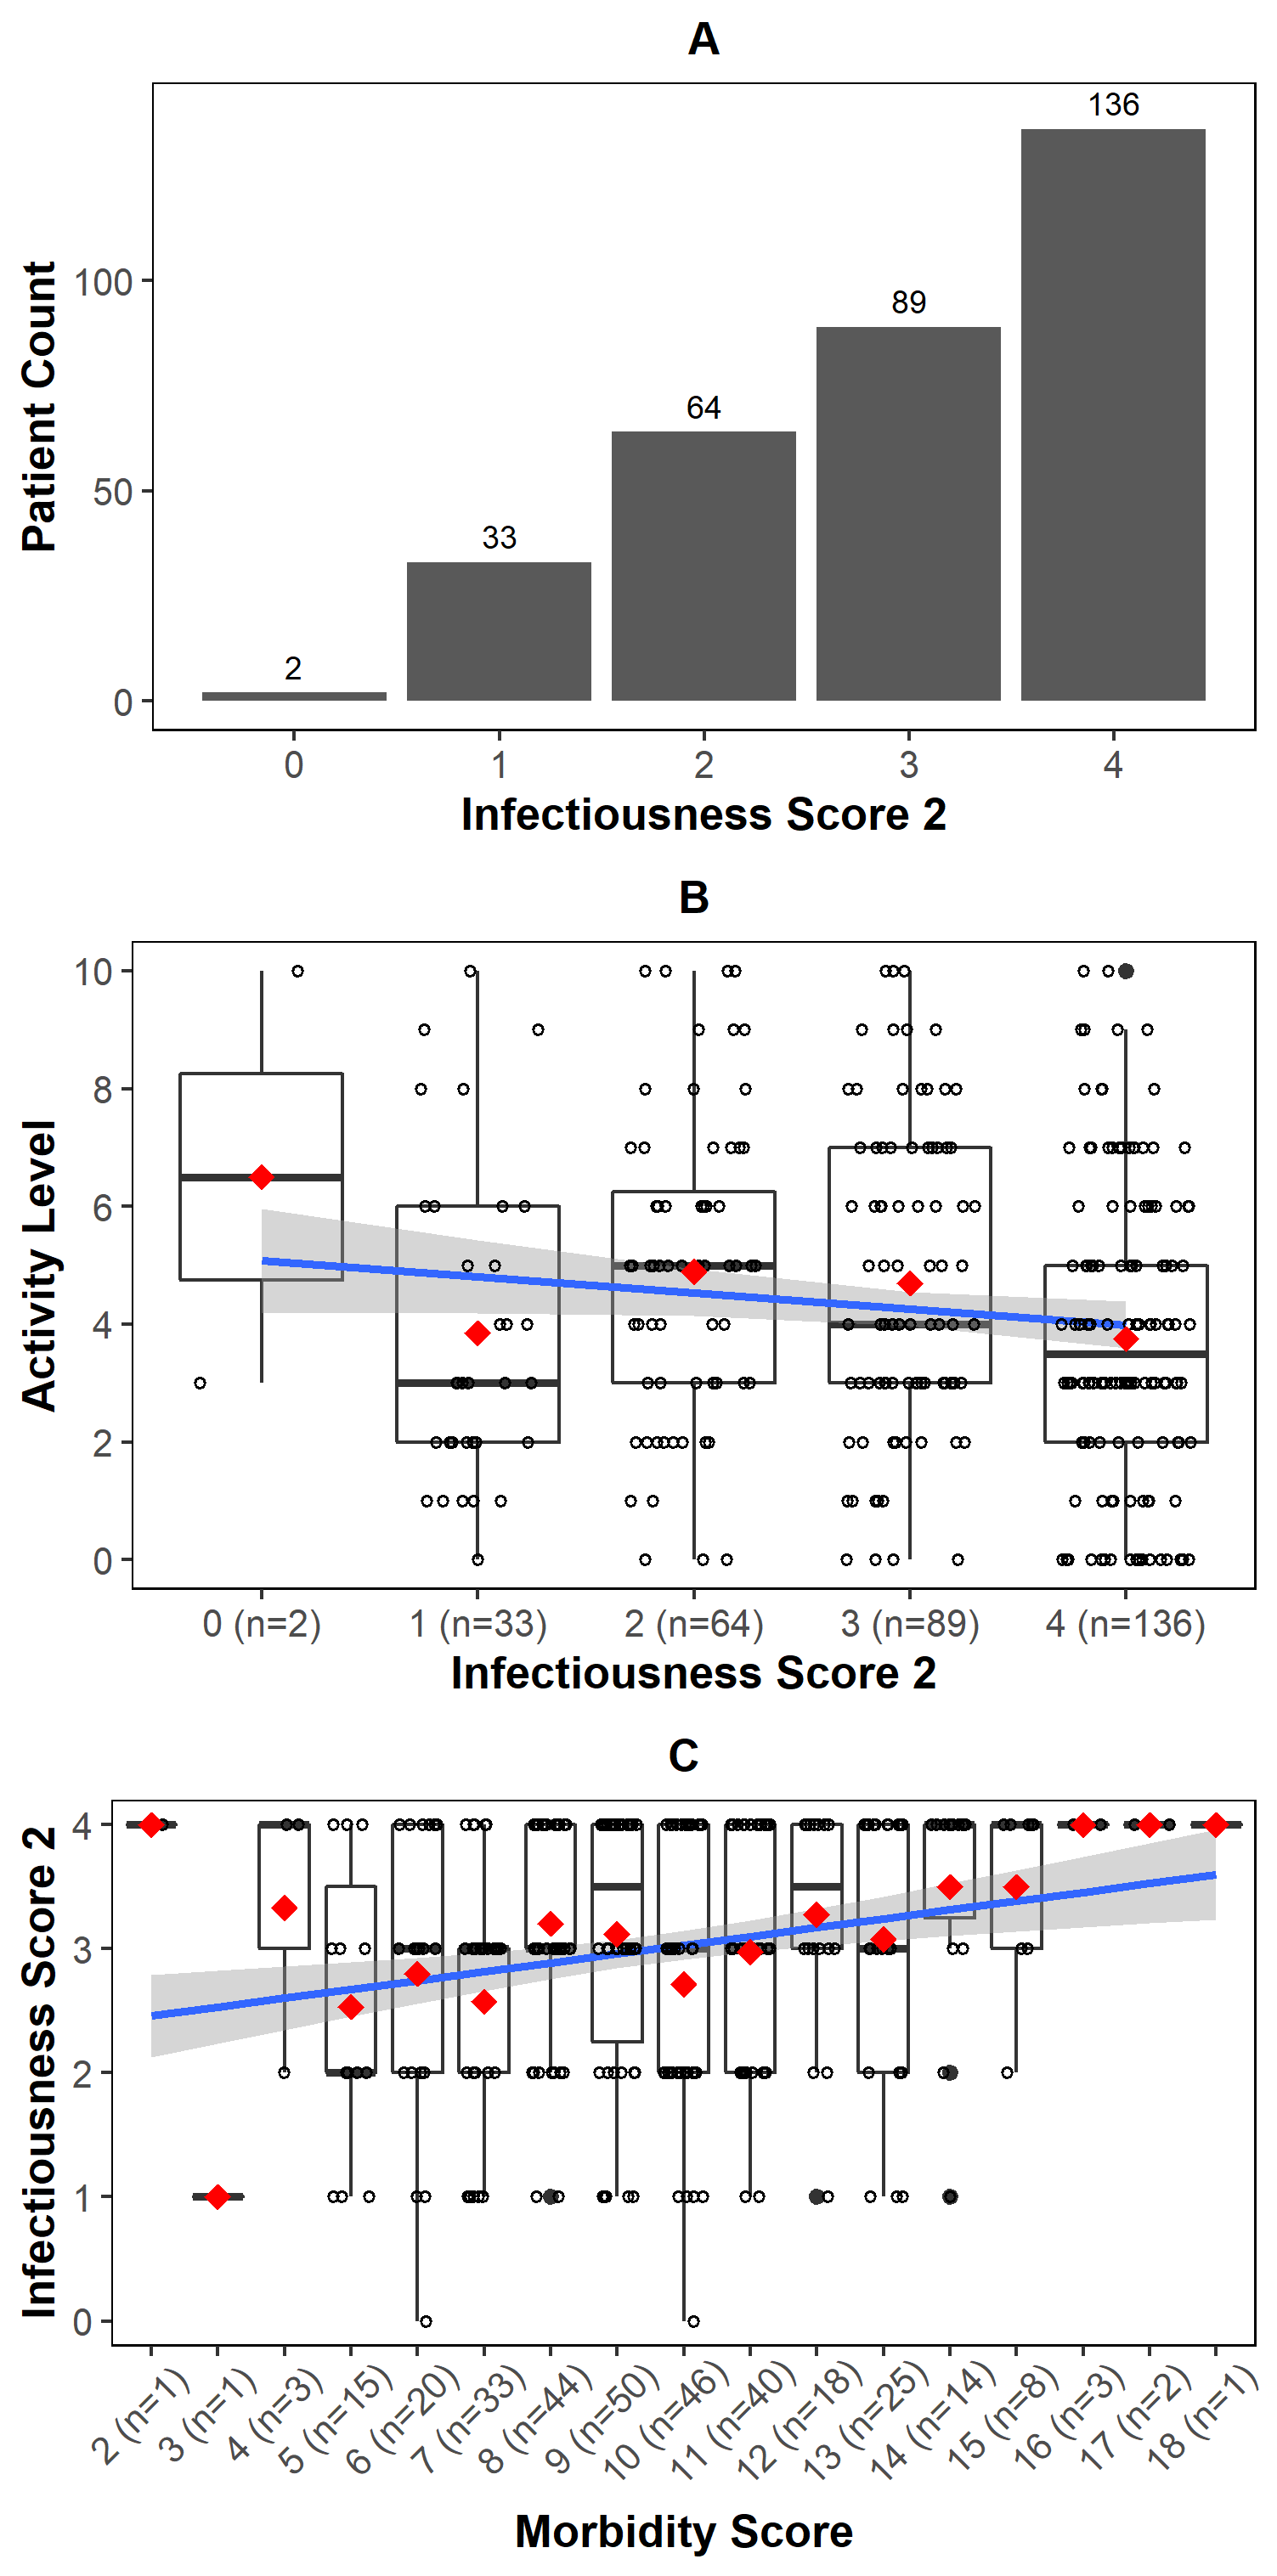 A
136
89
64
33
2
100
50
0
Patient Count
0 1 2 3 4
Infectiousness Score 2
B
10
8
6
4
2
0
Activity Level
0 (n=2) 1 (n=33) 2 (n=64) 3 (n=89) 4 (n=136)
Infectiousness Score 2
C
4
3
2
1
0
Infectiousness Score 2
2 (n=1) 3 (n=1) 4 (n=3) 5 (n=15) 6 (n=20) 7 (n=33) 8 (n=44) 9 (n=50) 10 (n=46) 11 (n=40) 12 (n=18) 13 (n=25) 14 (n=14) 15 (n=8) 16 (n=3) 17 (n=2) 18 (n=1)
Morbidity Score